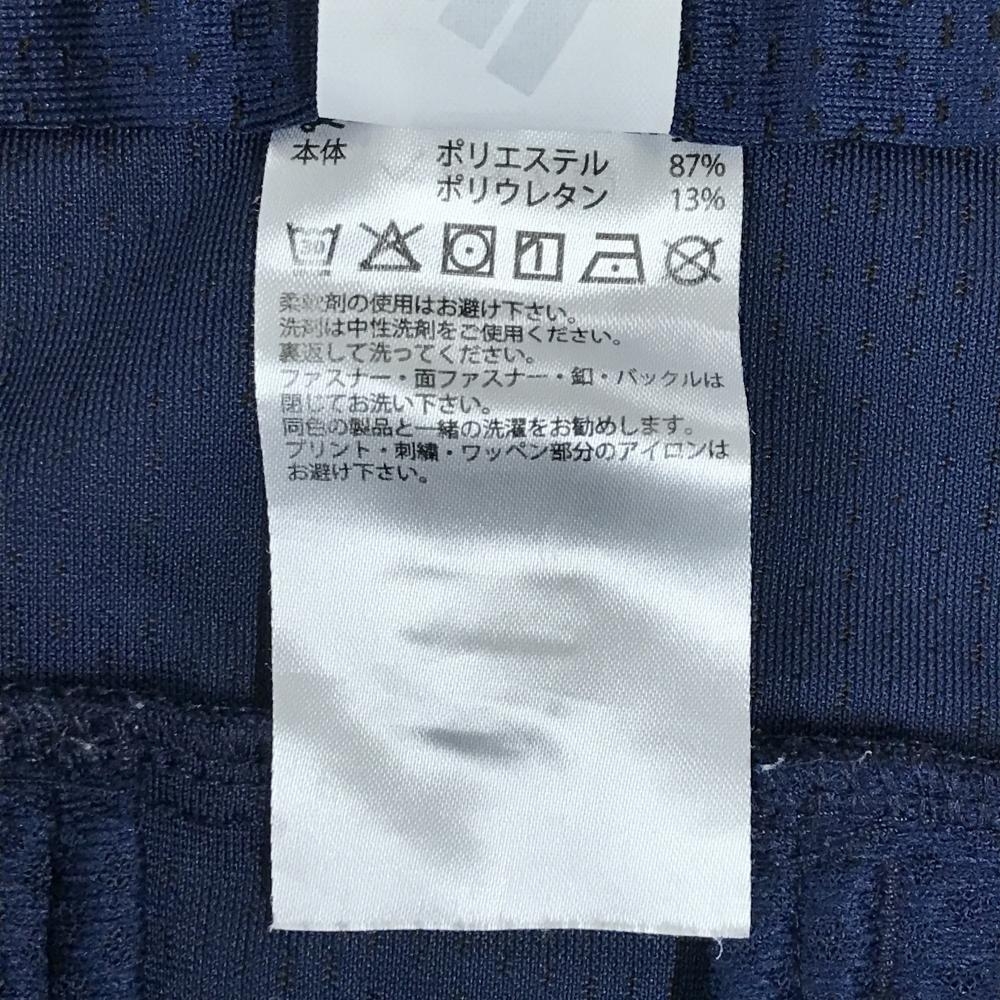 本体 ポリエステル 87%
ポリウレタン 13%
30
柔軟剤の使用はお避け下さい。
洗剤は中性洗剤をご使用ください。
裏返して洗ってください。
ファスナー・面ファスナー・釦・バックルは
閉じてお洗い下さい。
同色の製品と一緒の洗濯をお勧めします。
プリント・刺繍・ワッペン部分のアイロンは
お避け下さい。